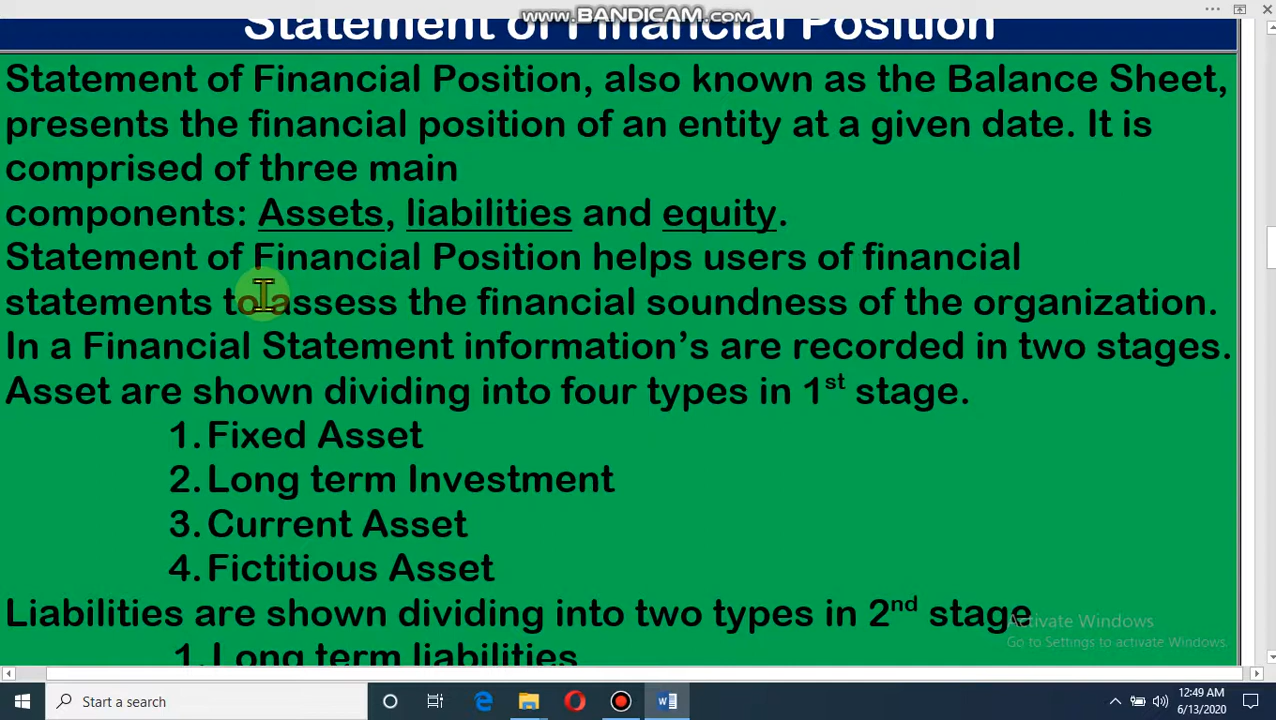 www.BANDICAM.com
Statement of Financial Position
Statement of Financial Position, also known as the Balance Sheet,
presents the financial position of an entity at a given date. It is
comprised of three main
components: Assets, liabilities and equity.
Statement of Financial Position helps users of financial
statements to assess the financial soundness of the organization.
In a Financial Statement information’s are recorded in two stages.
Asset are shown dividing into four types in 1st stage.
1. Fixed Asset
2. Long term Investment
3. Current Asset
4. Fictitious Asset
Liabilities are shown dividing into two types in 2nd stage
1. Long term liabilities
Activate Windows
Go to Settings to activate Windows.
Start a search
12:49 AM
6/13/2020